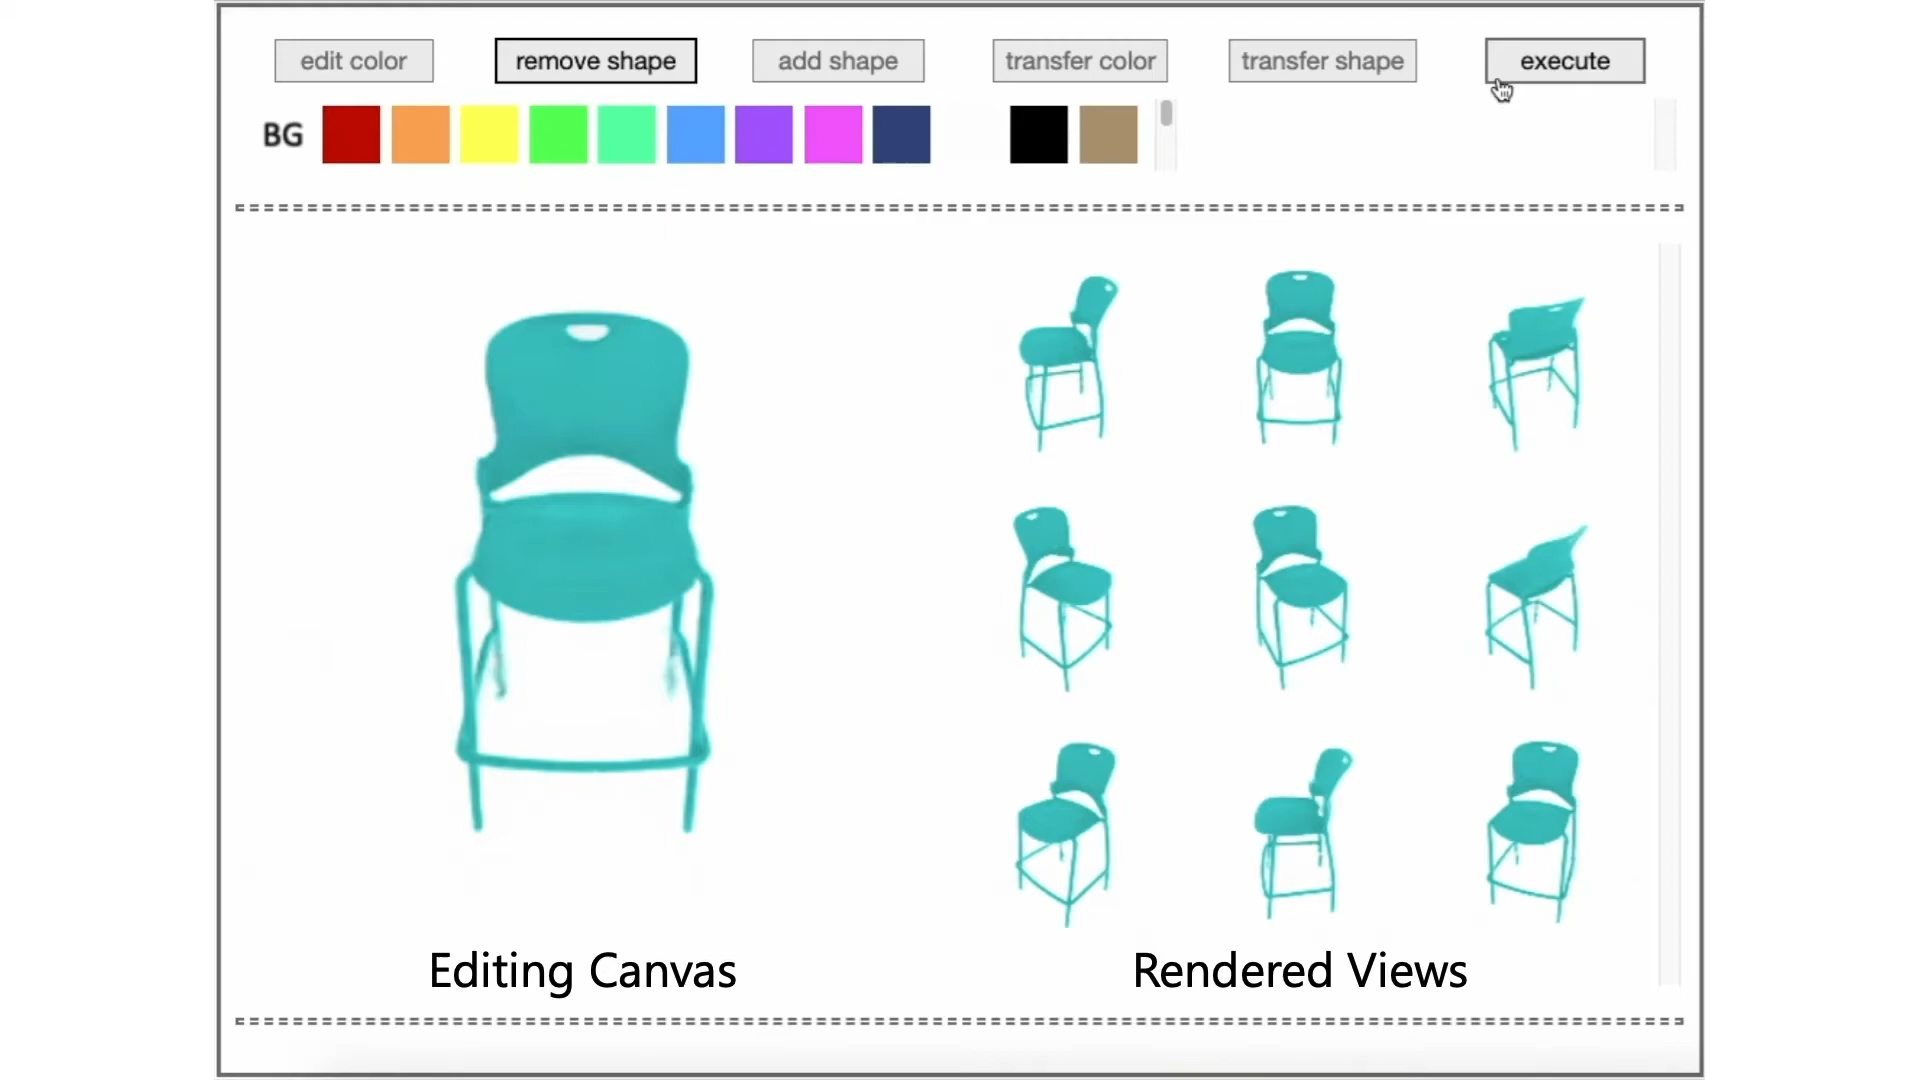 edit color remove shape add shape transfer color transfer shape execute
BG
Editing Canvas Rendered Views